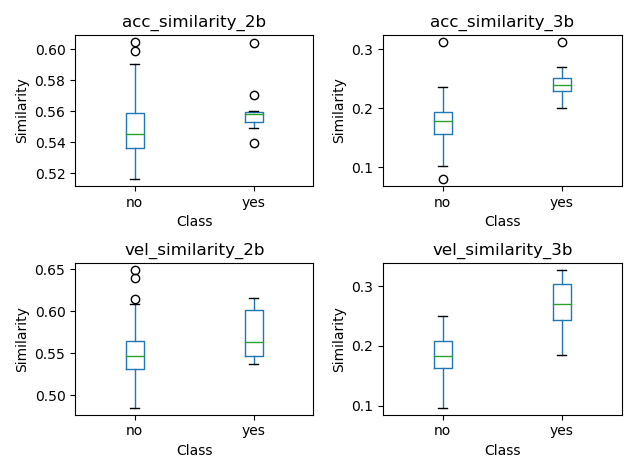 acc_similarity_2b
Similarity
0.60
0.58
0.56
0.54
0.52
no
yes
Class
acc_similarity_3b
Similarity
0.3
0.2
0.1
no
yes
Class
vel_similarity_2b
Similarity
0.65
0.60
0.55
0.50
no
yes
Class
vel_similarity_3b
Similarity
0.3
0.2
0.1
no
yes
Class